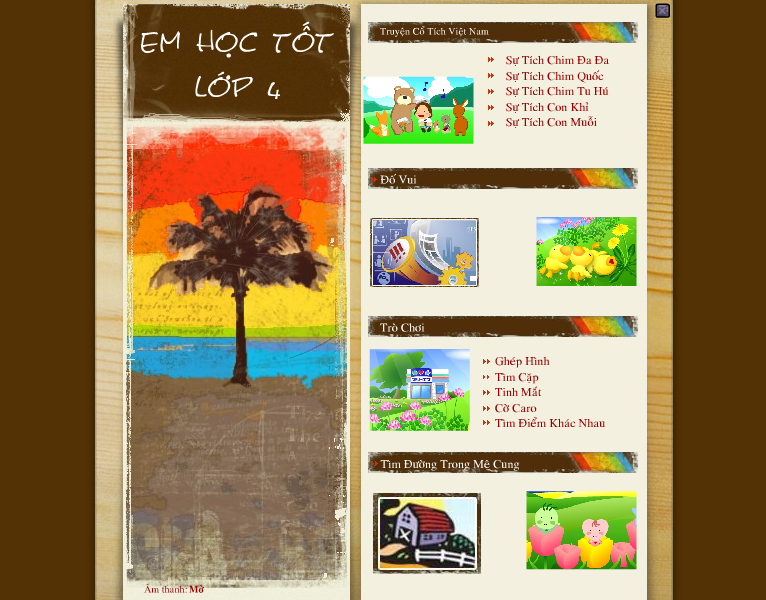 EM HỌC TỐT
LỚP 4
Truyện Cổ Tích Việt Nam
Sự Tích Chim Đa Đa
Sự Tích Chim Quốc
Sự Tích Chim Tu Hú
Sự Tích Con Khỉ
Sự Tích Con Muỗi
Đố Vui
Trò Chơi
Ghép Hình
Tìm Cặp
Tinh Mắt
Cờ Caro
Tìm Điểm Khác Nhau
Tìm Đường Trong Mê Cung
Âm thanh: Mở